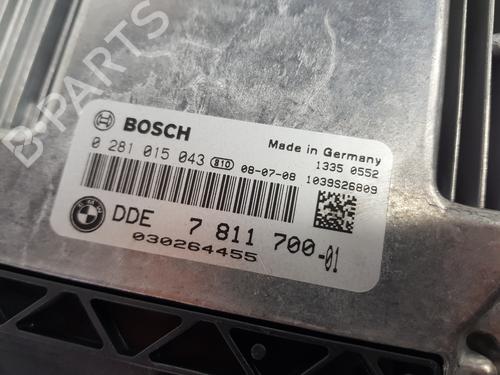 B-PARTS
BOSCH
Made in Germany
0 281 015 043 810 08-07-08
1335 0552
1039S26809
DDE 7 811 700-01
030264455